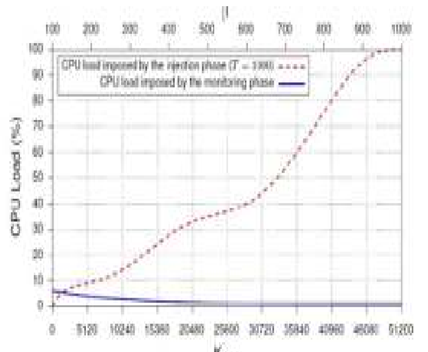 |I
100 200 300 400 500 600 700 800 900 1000
CPU load imposed by the injection phase (T = 1000)
CPU load imposed by the monitoring phase
CPU Load (%)
100
90
80
70
60
50
40
30
20
10
0
0 5120 10240 15360 20480 25600 30720 35840 40960 46080 51200
K